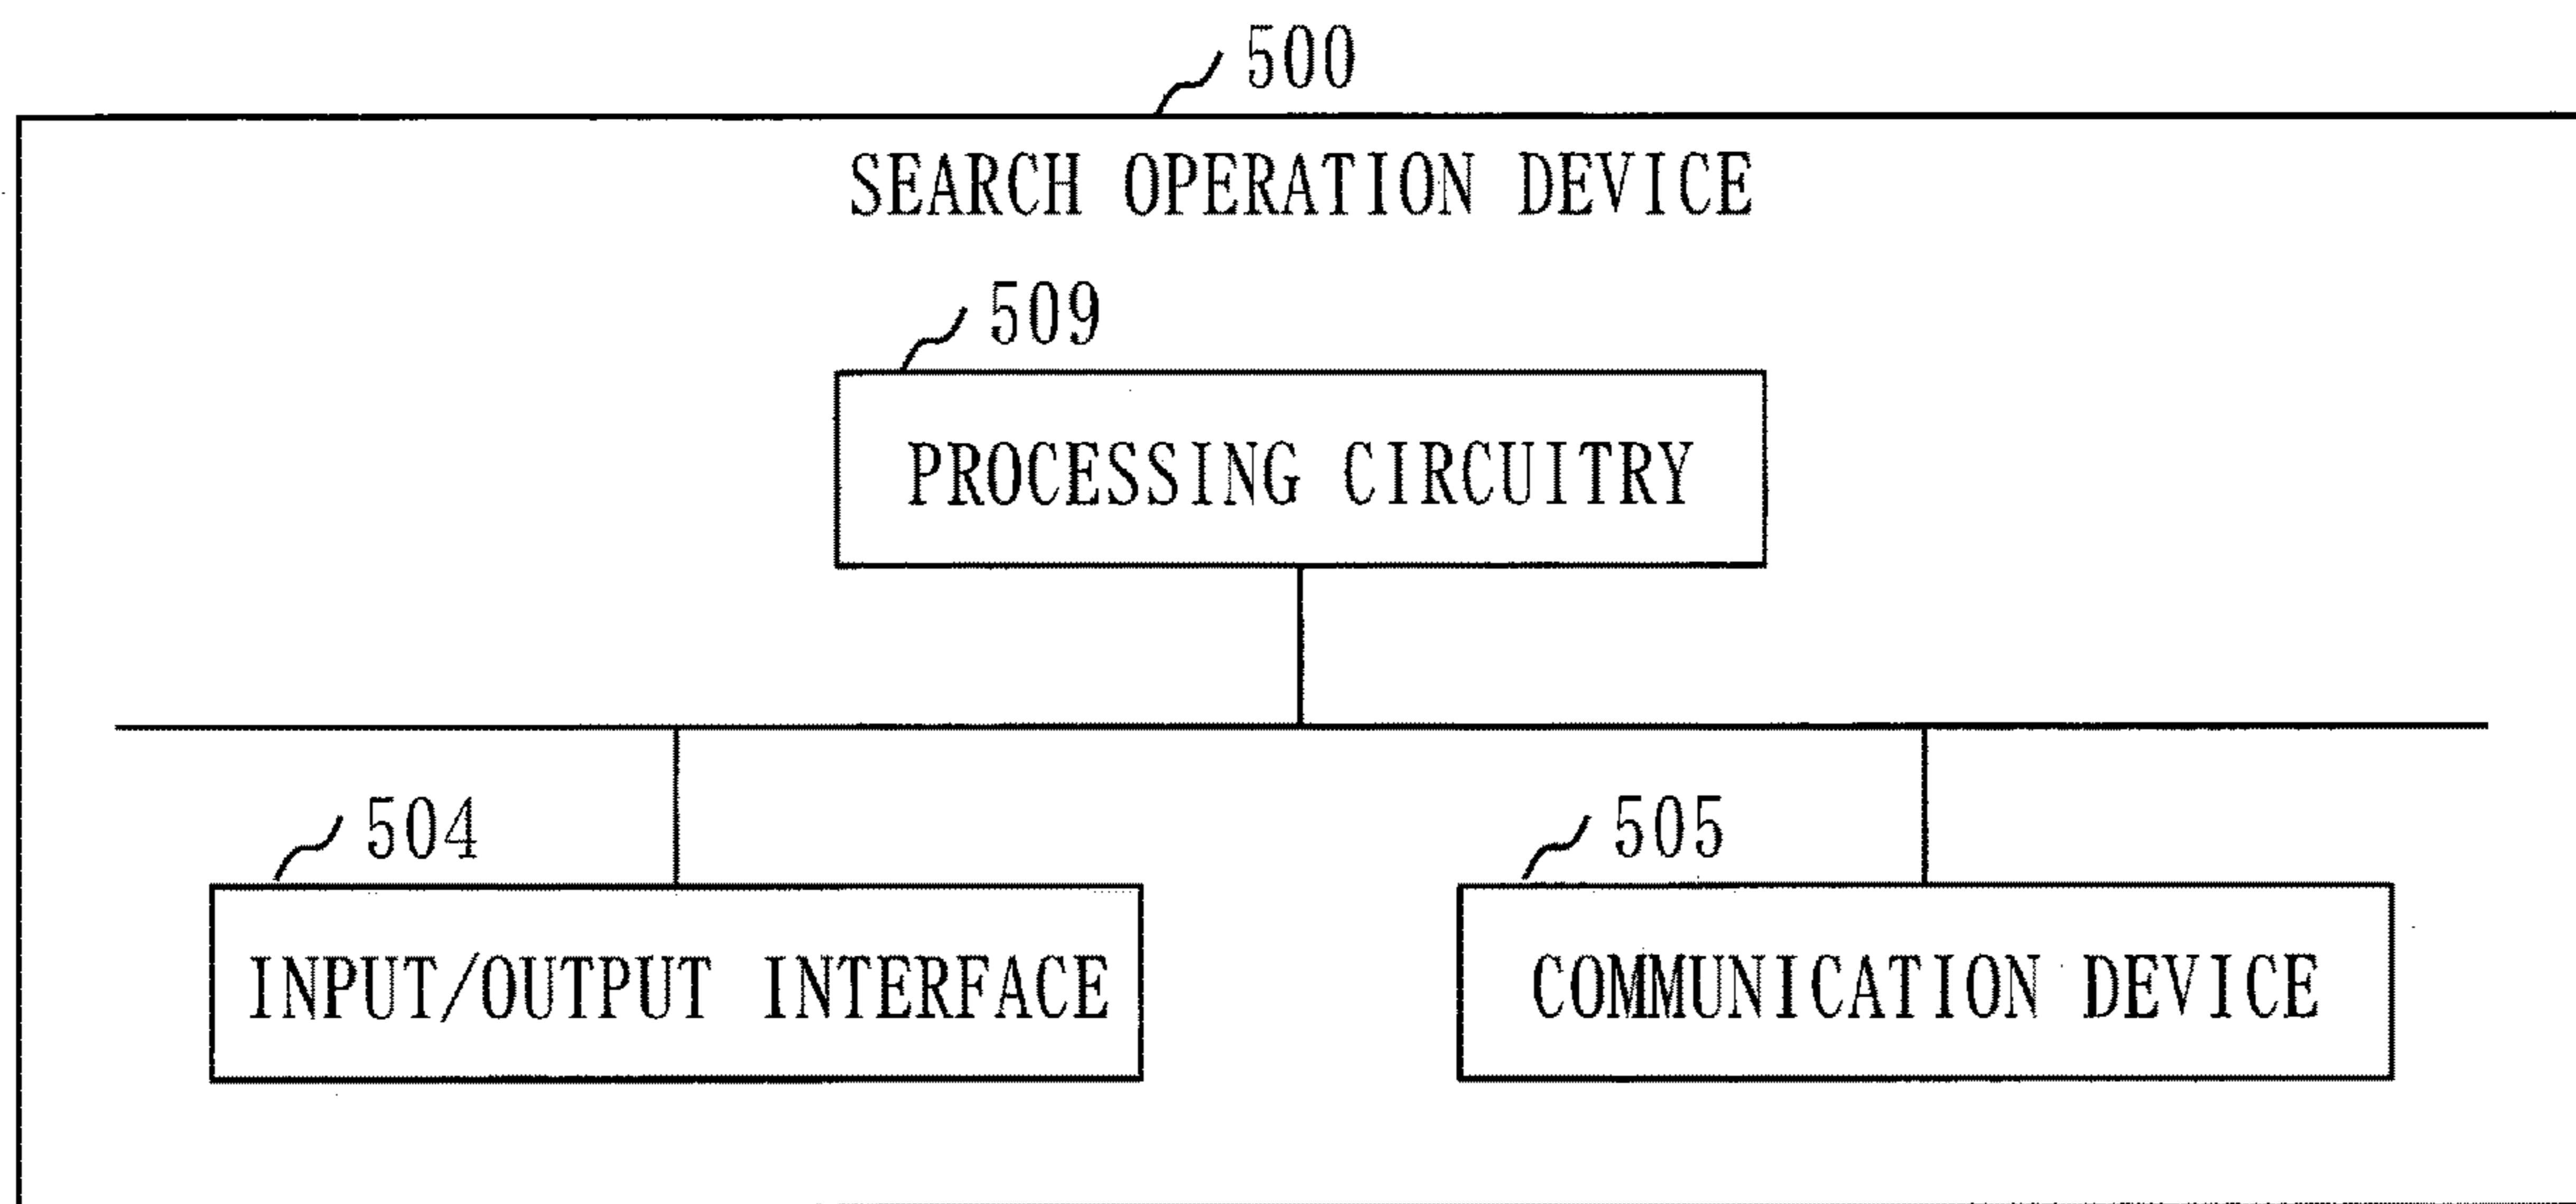 500
SEARCH OPERATION DEVICE
509
PROCESSING CIRCUITRY
504
505
INPUT/OUTPUT INTERFACE
COMMUNICATION DEVICE